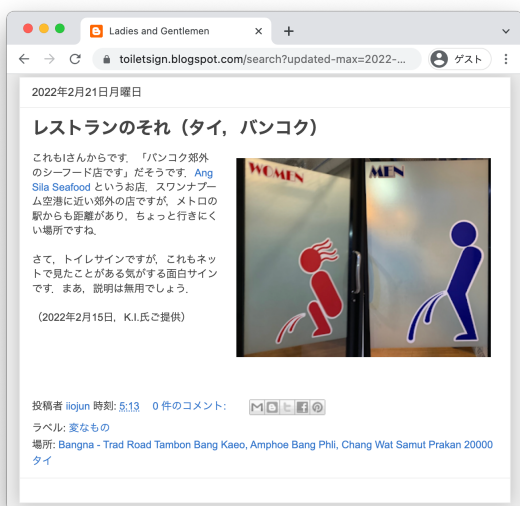 Ladies and Gentlemen
toiletsign.blogspot.com/search?updated-max=2022-...
ゲスト
2022年2月21日月曜日
レストランのそれ（タイ，バンコク）
これもIさんからです．「バンコク郊外
のシーフード店です」だそうです．Ang
Sila Seafood というお店．スワンナプー
ム空港に近い郊外の店ですが，メトロの
駅からも距離があり，ちょっと行きにく
い場所ですね．
さて，トイレサインですが，これもネッ
トで見たことがある気がする面白サイン
です．まあ，説明は無用でしょう．
（2022年2月15日，K.I.氏ご提供）
WOMEN
MEN
投稿者 iiojun 時刻: 5:13 0 件のコメント:
ラベル: 変なもの
場所: Bangna - Trad Road Tambon Bang Kaeo, Amphoe Bang Phli, Chang Wat Samut Prakan 20000
タイ